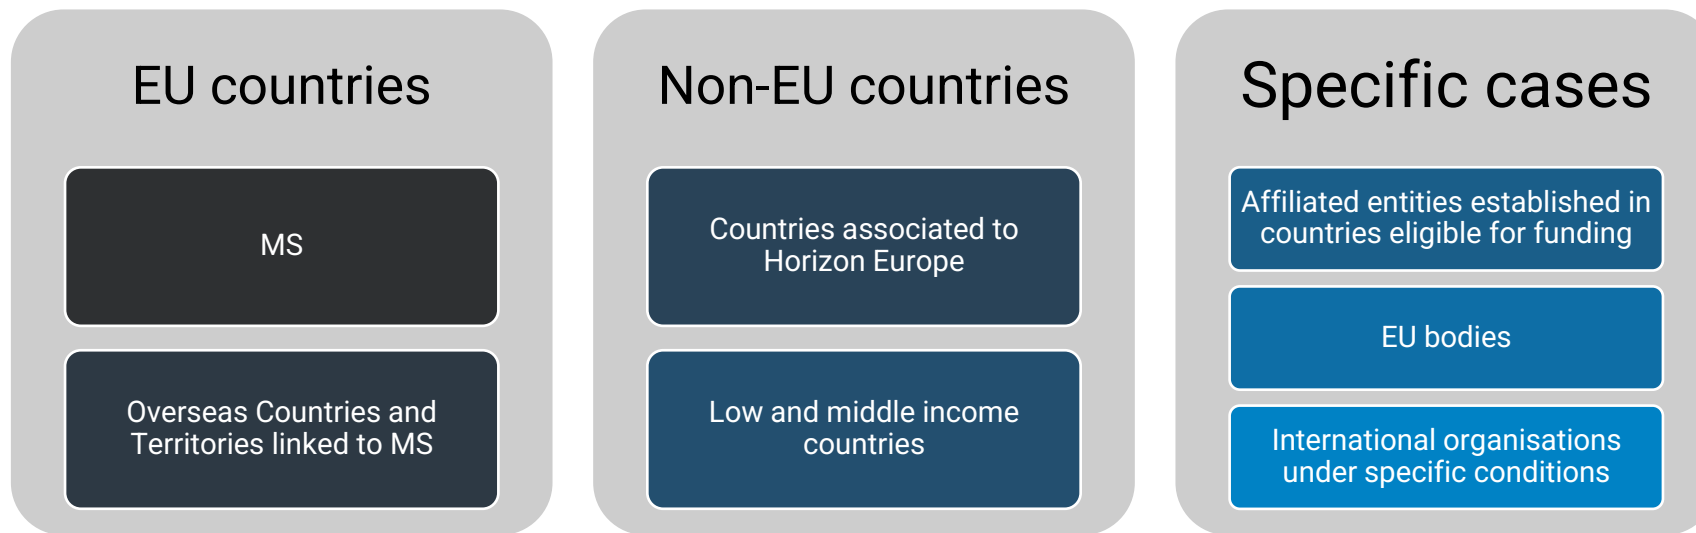 EU countries
MS
Overseas Countries and
Territories linked to MS
Non-EU countries
Countries associated to
Horizon Europe
Low and middle income
countries
Specific cases
Affiliated entities established in
countries eligible for funding
EU bodies
International organisations
under specific conditions